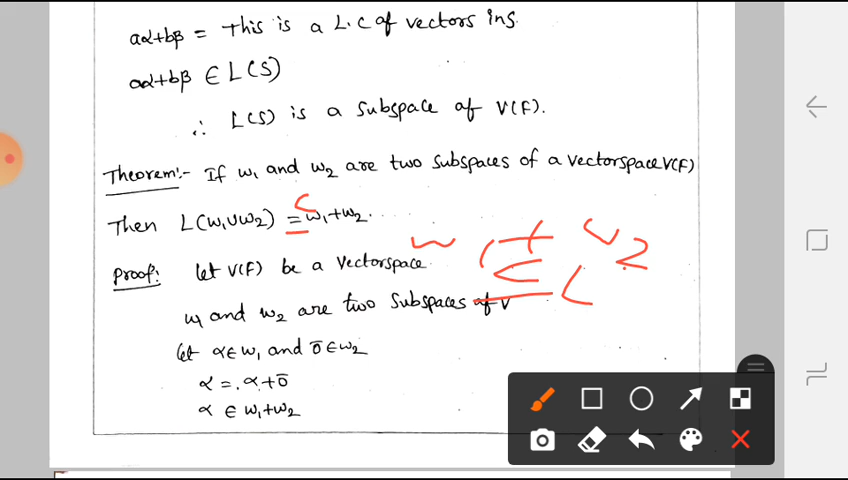 aα+bβ = This is a L.C of vectors in S.
aα+bβ ∈ L(S)
∴ L(S) is a subspace of V(F).
Theorem:- If W₁ and W₂ are two subspaces of a vectorspace V(F)
Then L(W₁∪W₂) = W₁+W₂.
⊂
W₁ + W₂
⊆ L
Proof: Let V(F) be a vectorspace.
W₁ and W₂ are two subspaces of V
Let α∈W₁ and ō∈W₂
α = α+ō
α ∈ W₁+W₂